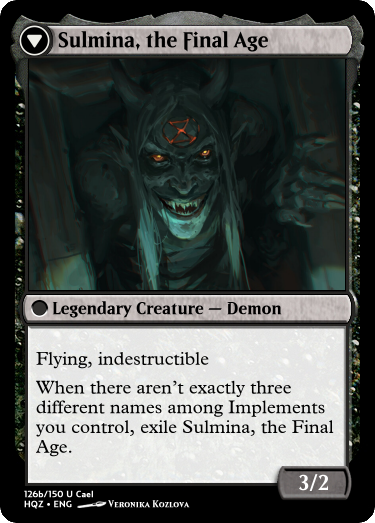 Sulmina, the Final Age
Legendary Creature — Demon
Flying, indestructible
When there aren't exactly three
different names among Implements
you control, exile Sulmina, the Final
Age.
3/2
126b/150 U Cael
HQZ • ENG Veronika Kozlova